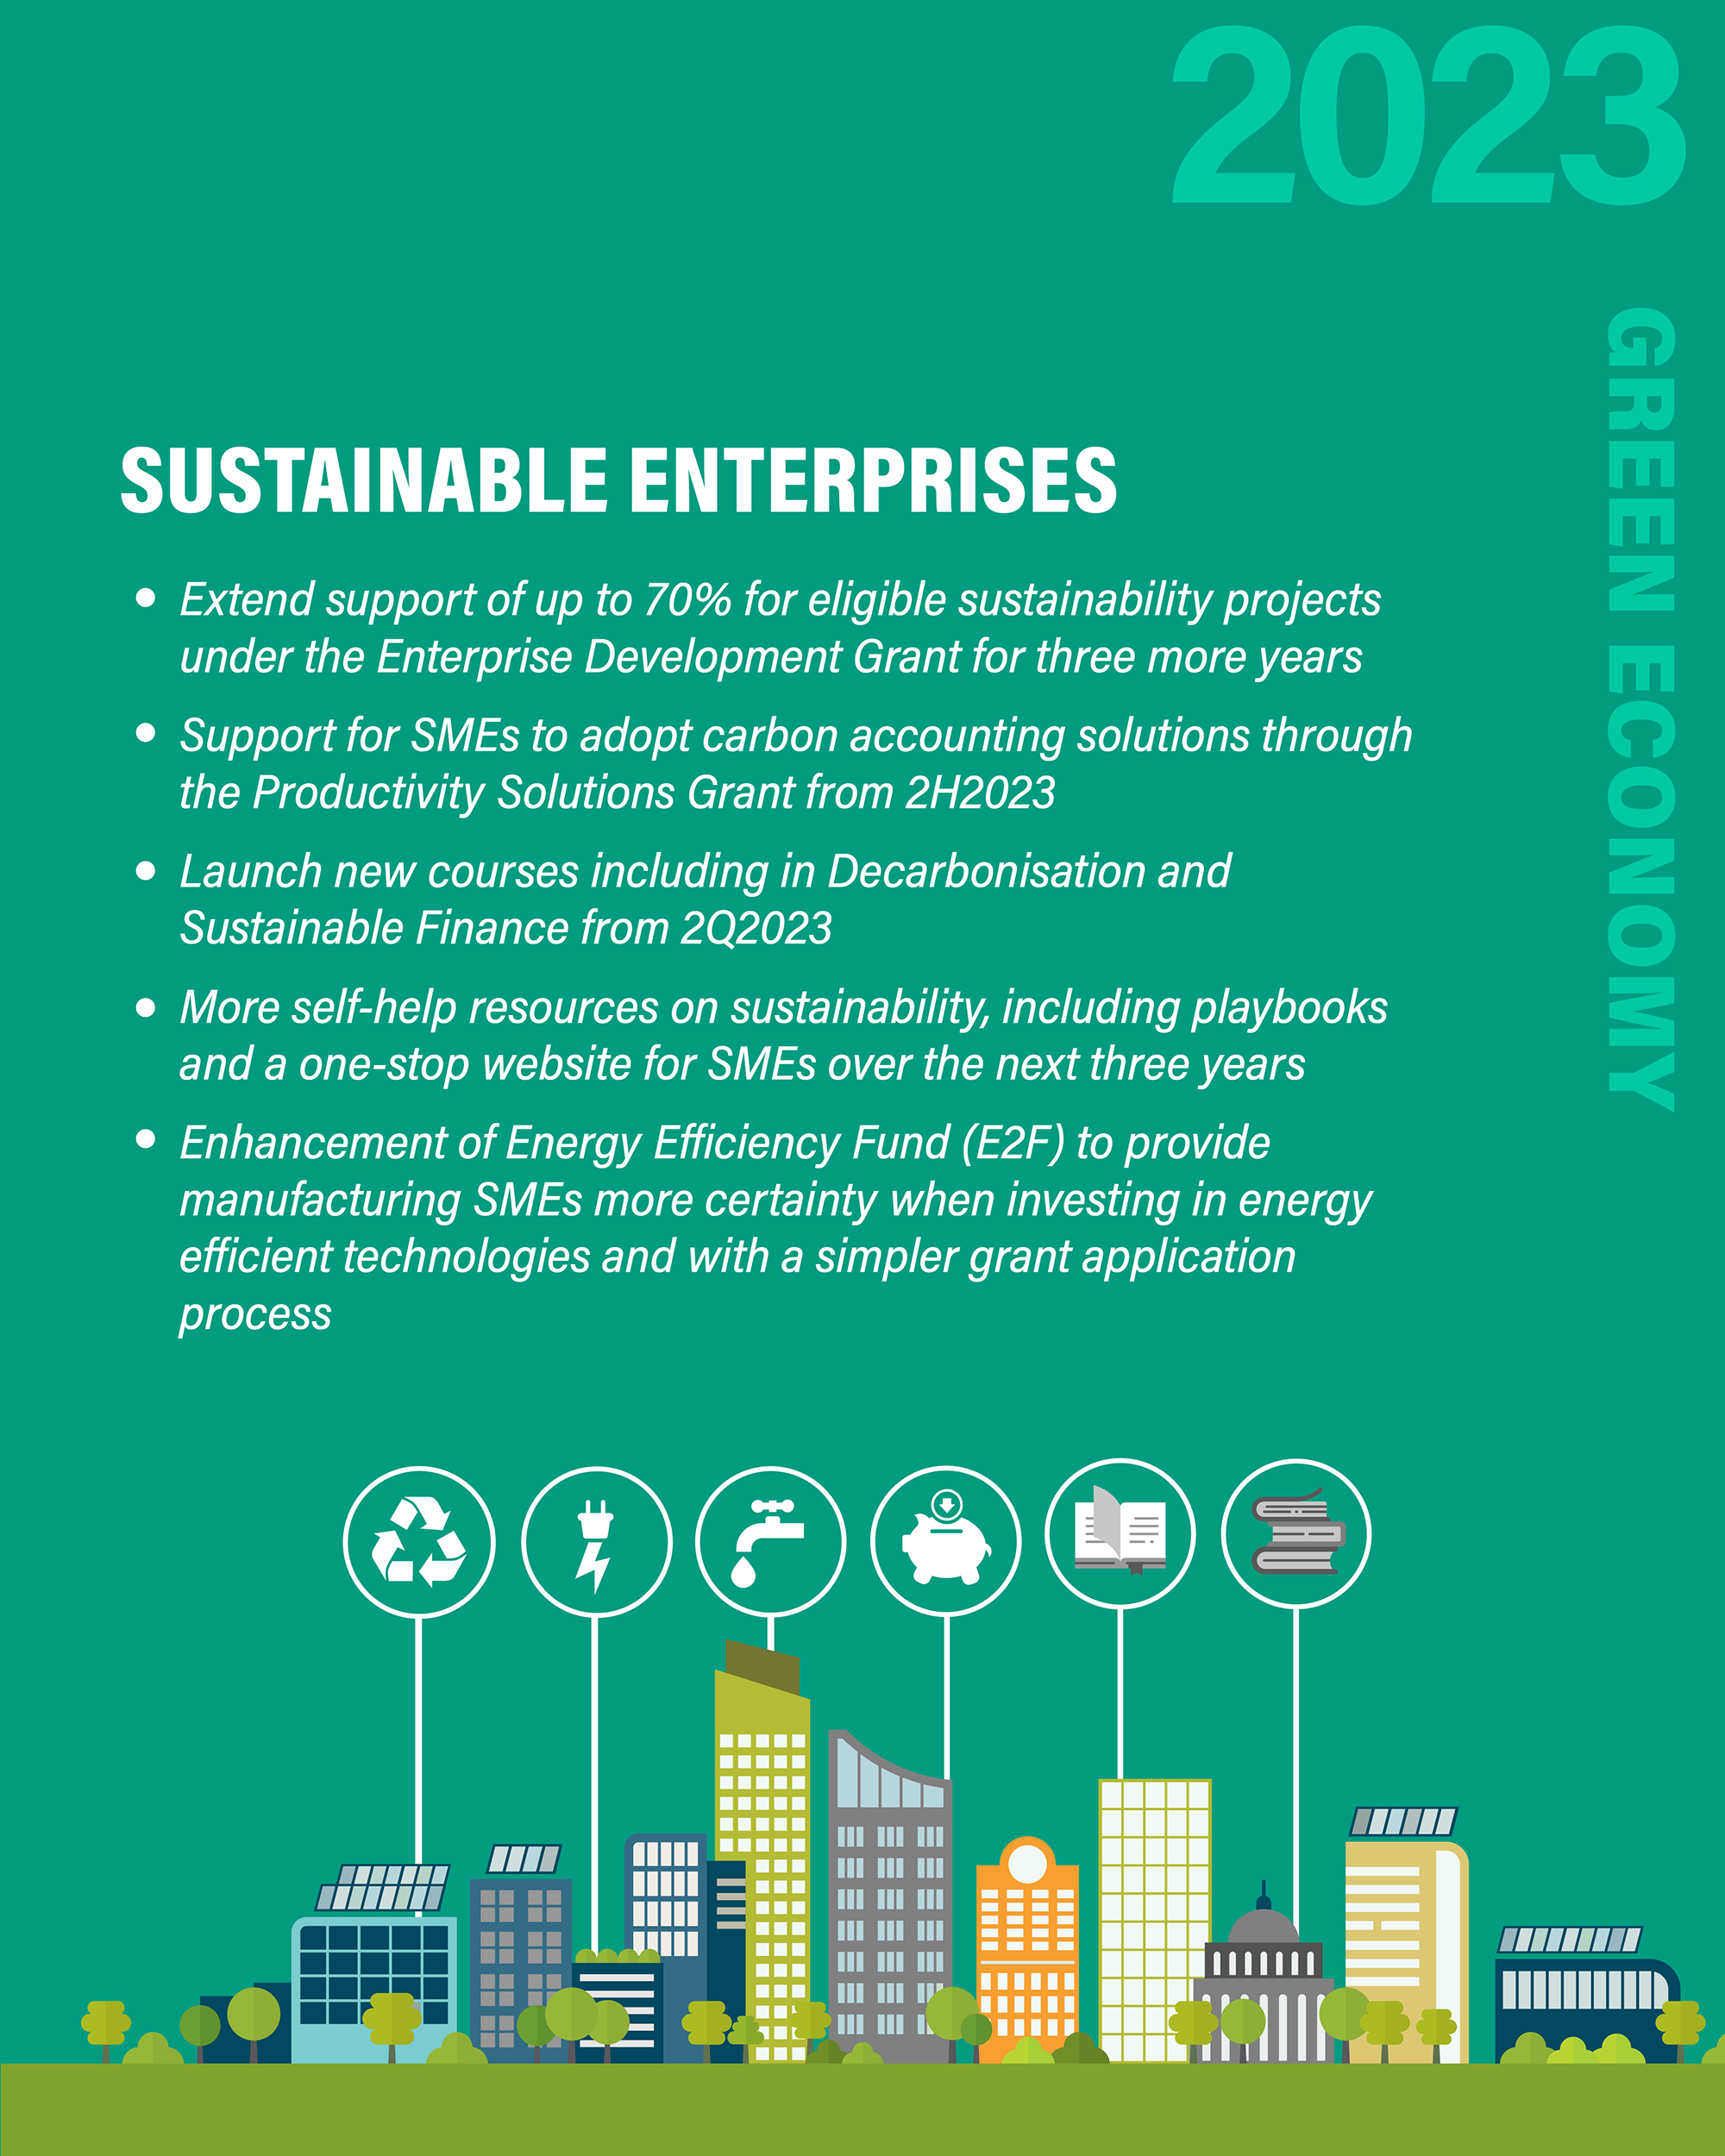 2023
GREEN ECONOMY
SUSTAINABLE ENTERPRISES
• Extend support of up to 70% for eligible sustainability projects
under the Enterprise Development Grant for three more years
• Support for SMEs to adopt carbon accounting solutions through
the Productivity Solutions Grant from 2H2023
• Launch new courses including in Decarbonisation and
Sustainable Finance from 2Q2023
• More self-help resources on sustainability, including playbooks
and a one-stop website for SMEs over the next three years
• Enhancement of Energy Efficiency Fund (E2F) to provide
manufacturing SMEs more certainty when investing in energy
efficient technologies and with a simpler grant application
process